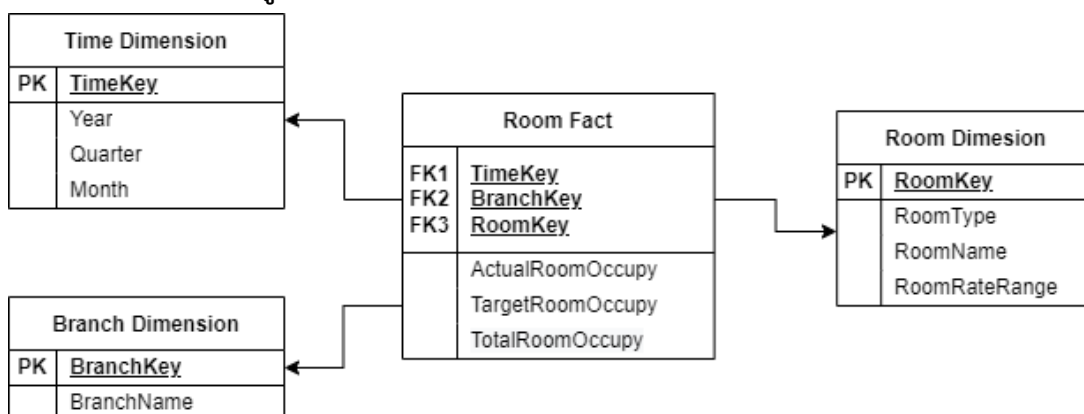 Time Dimension
PK TimeKey
Year
Quarter
Month
Room Fact
FK1 TimeKey
FK2 BranchKey
FK3 RoomKey
ActualRoomOccupy
TargetRoomOccupy
TotalRoomOccupy
Room Dimesion
PK RoomKey
RoomType
RoomName
RoomRateRange
Branch Dimension
PK BranchKey
BranchName